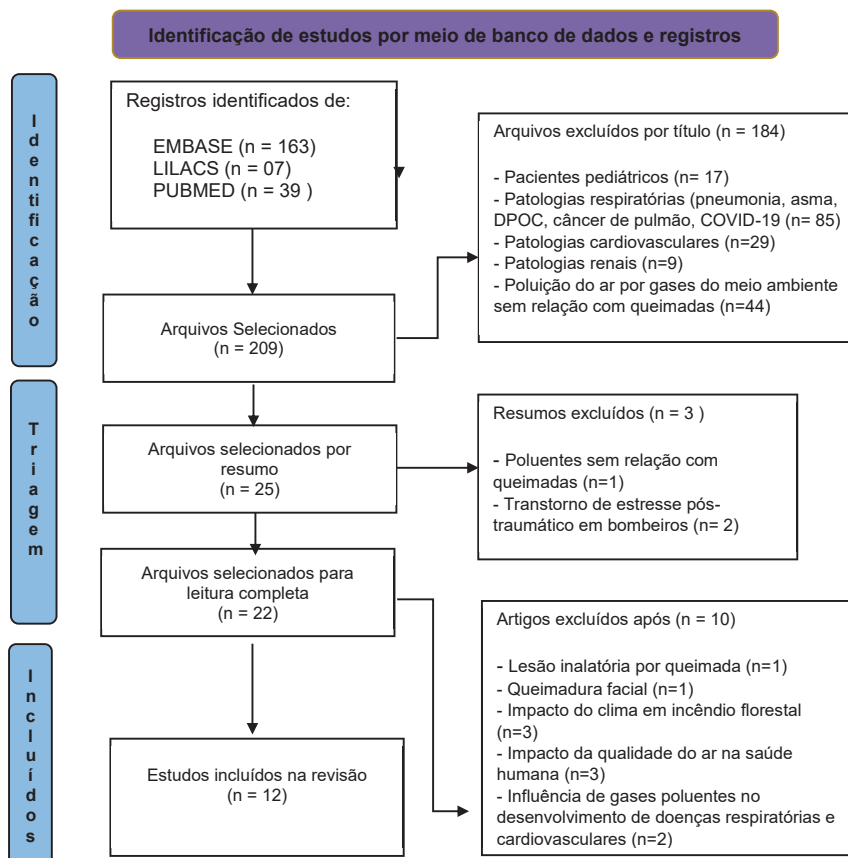 Identificação de estudos por meio de banco de dados e registros
Identificação
Registros identificados de:
EMBASE (n = 163)
LILACS (n = 07)
PUBMED (n = 39 )
Arquivos excluídos por título (n = 184)
- Pacientes pediátricos (n= 17)
- Patologias respiratórias (pneumonia, asma,
DPOC, câncer de pulmão, COVID-19 (n= 85)
- Patologias cardiovasculares (n=29)
- Patologias renais (n=9)
- Poluição do ar por gases do meio ambiente
sem relação com queimadas (n=44)
Arquivos Selecionados
(n = 209)
Triagem
Arquivos selecionados por
resumo
(n = 25)
Resumos excluídos (n = 3 )
- Poluentes sem relação com
queimadas (n=1)
- Transtorno de estresse pós-
traumático em bombeiros (n= 2)
Arquivos selecionados para
leitura completa
(n = 22)
Artigos excluídos após (n = 10)
- Lesão inalatória por queimada (n=1)
- Queimadura facial (n=1)
- Impacto do clima em incêndio florestal
(n=3)
- Impacto da qualidade do ar na saúde
humana (n=3)
- Influência de gases poluentes no
desenvolvimento de doenças respiratórias e
cardiovasculares (n=2)
Incluídos
Estudos incluídos na revisão
(n = 12)